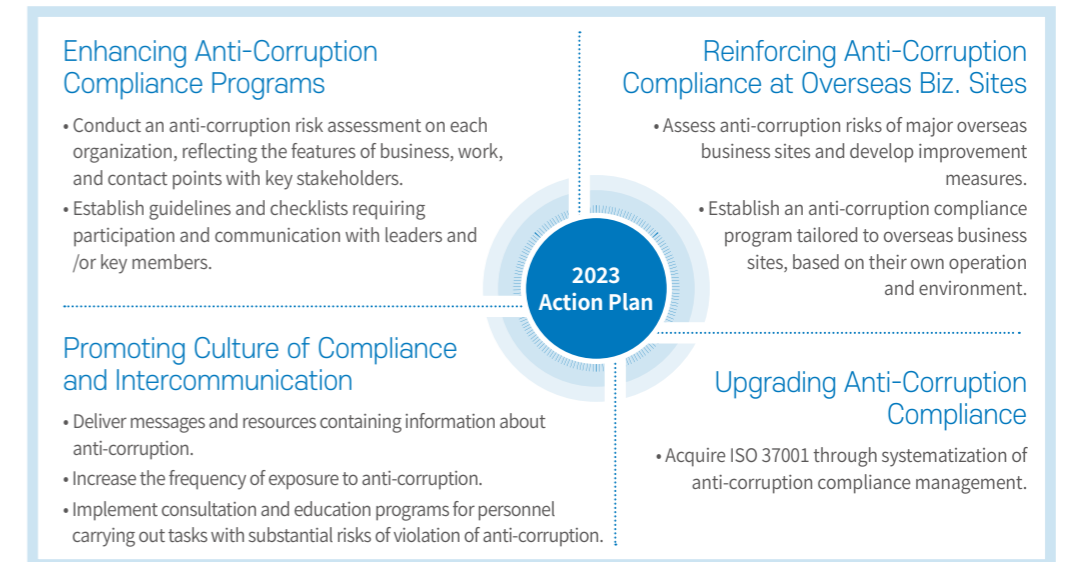 Enhancing Anti-Corruption
Compliance Programs
• Conduct an anti-corruption risk assessment on each
organization, reflecting the features of business, work,
and contact points with key stakeholders.
• Establish guidelines and checklists requiring
participation and communication with leaders and
/or key members.
Reinforcing Anti-Corruption
Compliance at Overseas Biz. Sites
• Assess anti-corruption risks of major overseas
business sites and develop improvement
measures.
• Establish an anti-corruption compliance
program tailored to overseas business
sites, based on their own operation
and environment.
2023
Action Plan
Promoting Culture of Compliance
and Intercommunication
• Deliver messages and resources containing information about
anti-corruption.
• Increase the frequency of exposure to anti-corruption.
• Implement consultation and education programs for personnel
carrying out tasks with substantial risks of violation of anti-corruption.
Upgrading Anti-Corruption
Compliance
• Acquire ISO 37001 through systematization of
anti-corruption compliance management.